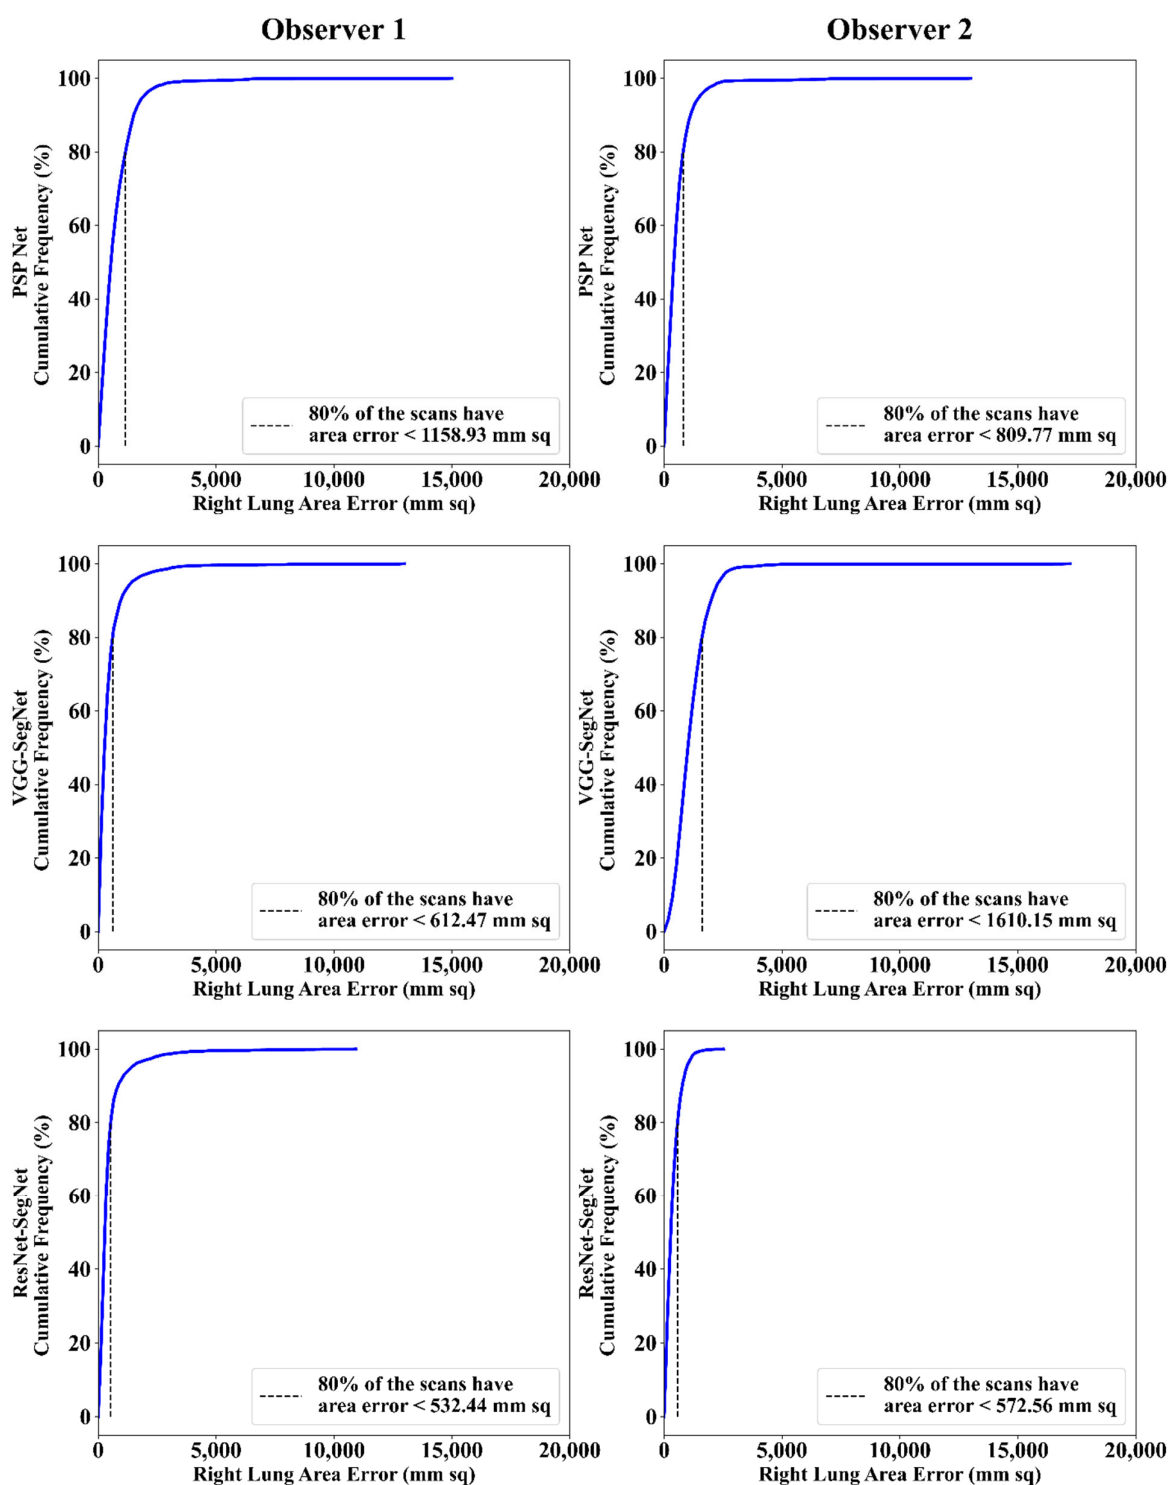 Observer 1
Observer 2
PSP Net
Cumulative Frequency (%)
100
80
60
40
20
0
80% of the scans have
area error < 1158.93 mm sq
0 5,000 10,000 15,000 20,000
Right Lung Area Error (mm sq)
PSP Net
Cumulative Frequency (%)
100
80
60
40
20
0
80% of the scans have
area error < 809.77 mm sq
0 5,000 10,000 15,000 20,000
Right Lung Area Error (mm sq)
VGG-SegNet
Cumulative Frequency (%)
100
80
60
40
20
0
80% of the scans have
area error < 612.47 mm sq
0 5,000 10,000 15,000 20,000
Right Lung Area Error (mm sq)
VGG-SegNet
Cumulative Frequency (%)
100
80
60
40
20
0
80% of the scans have
area error < 1610.15 mm sq
0 5,000 10,000 15,000 20,000
Right Lung Area Error (mm sq)
ResNet-SegNet
Cumulative Frequency (%)
100
80
60
40
20
0
80% of the scans have
area error < 532.44 mm sq
0 5,000 10,000 15,000 20,000
Right Lung Area Error (mm sq)
ResNet-SegNet
Cumulative Frequency (%)
100
80
60
40
20
0
80% of the scans have
area error < 572.56 mm sq
0 5,000 10,000 15,000 20,000
Right Lung Area Error (mm sq)